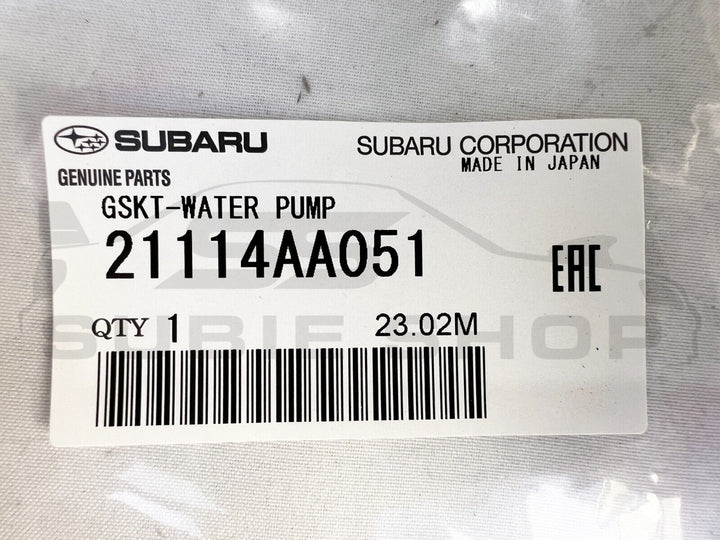 SUBARU
SUBARU CORPORATION
MADE IN JAPAN
GENUINE PARTS
GSKT-WATER PUMP
21114AA051
EAC
QTY 1
23.02M
SUBIE SHOP